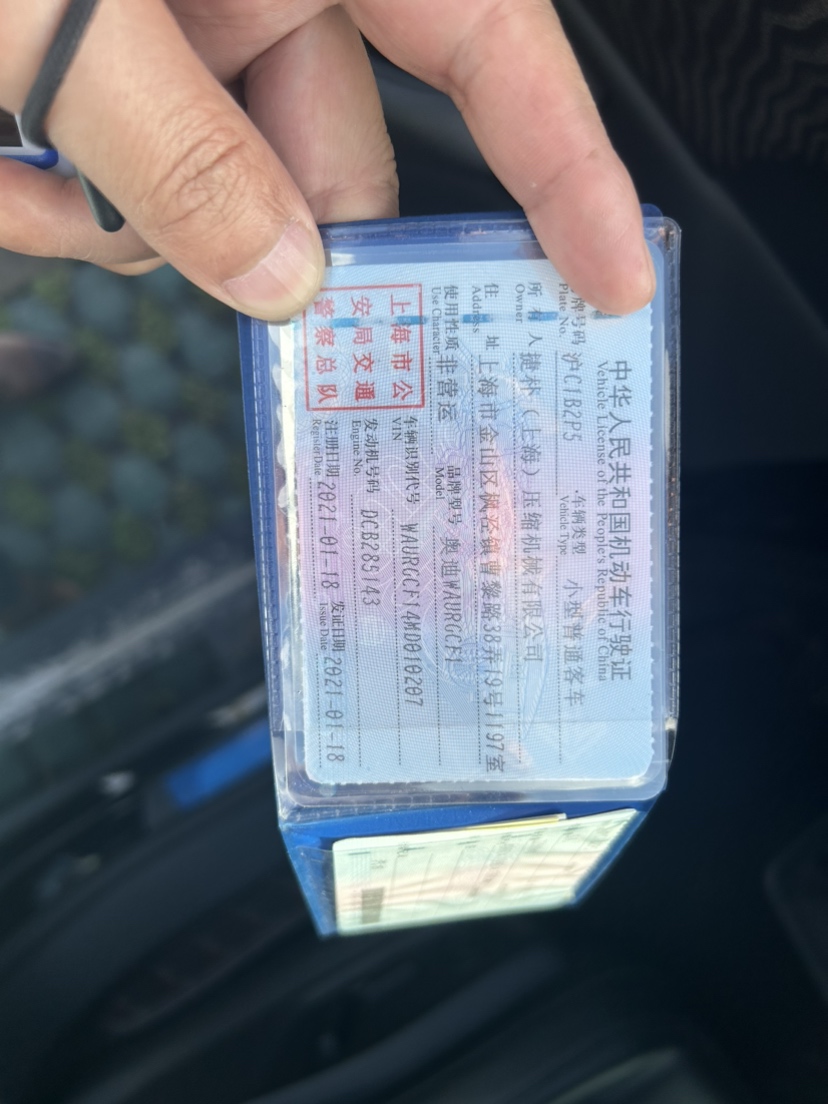 中华人民共和国机动车行驶证
Vehicle License of the People's Republic of China
牌号码 沪C1B2P5 车辆类型 小型普通客车
Plate No. Vehicle Type
所 有 人 捷朴（上海）压缩机械有限公司
Owner
住 址 上海市金山区枫泾镇曹黎路38弄19号1197室
Address
使用性质 非营运 品牌型号 奥迪WAURGCF1
Use Character Model
上海市公 车辆识别代号 WAURGCF14MD010207
VIN
安局交通 发动机号码 DCB285143
Engine No.
警察总队 注册日期 2021-01-18 发证日期 2021-01-18
Register Date Issue Date